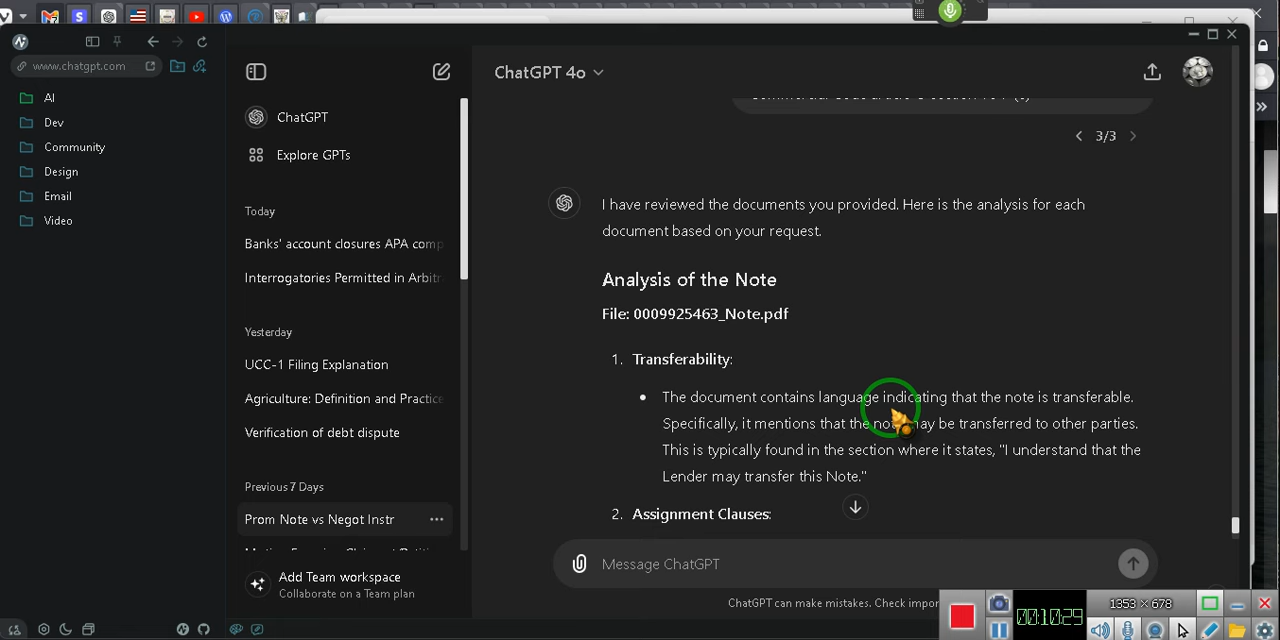 www.chatgpt.com
AI
Dev
Community
Design
Email
Video
ChatGPT
Explore GPTs
Today
Banks' account closures APA comp
Interrogatories Permitted in Arbitr
Yesterday
UCC-1 Filing Explanation
Agriculture: Definition and Practice
Verification of debt dispute
Previous 7 Days
Prom Note vs Negot Instr
Add Team workspace
Collaborate on a Team plan
ChatGPT 4o
3/3
I have reviewed the documents you provided. Here is the analysis for each
document based on your request.
Analysis of the Note
File: 0009925463_Note.pdf
1. Transferability:
The document contains language indicating that the note is transferable.
Specifically, it mentions that the note may be transferred to other parties.
This is typically found in the section where it states, "I understand that the
Lender may transfer this Note."
2. Assignment Clauses:
Message ChatGPT
ChatGPT can make mistakes. Check impor
1353 × 678
00:10:29